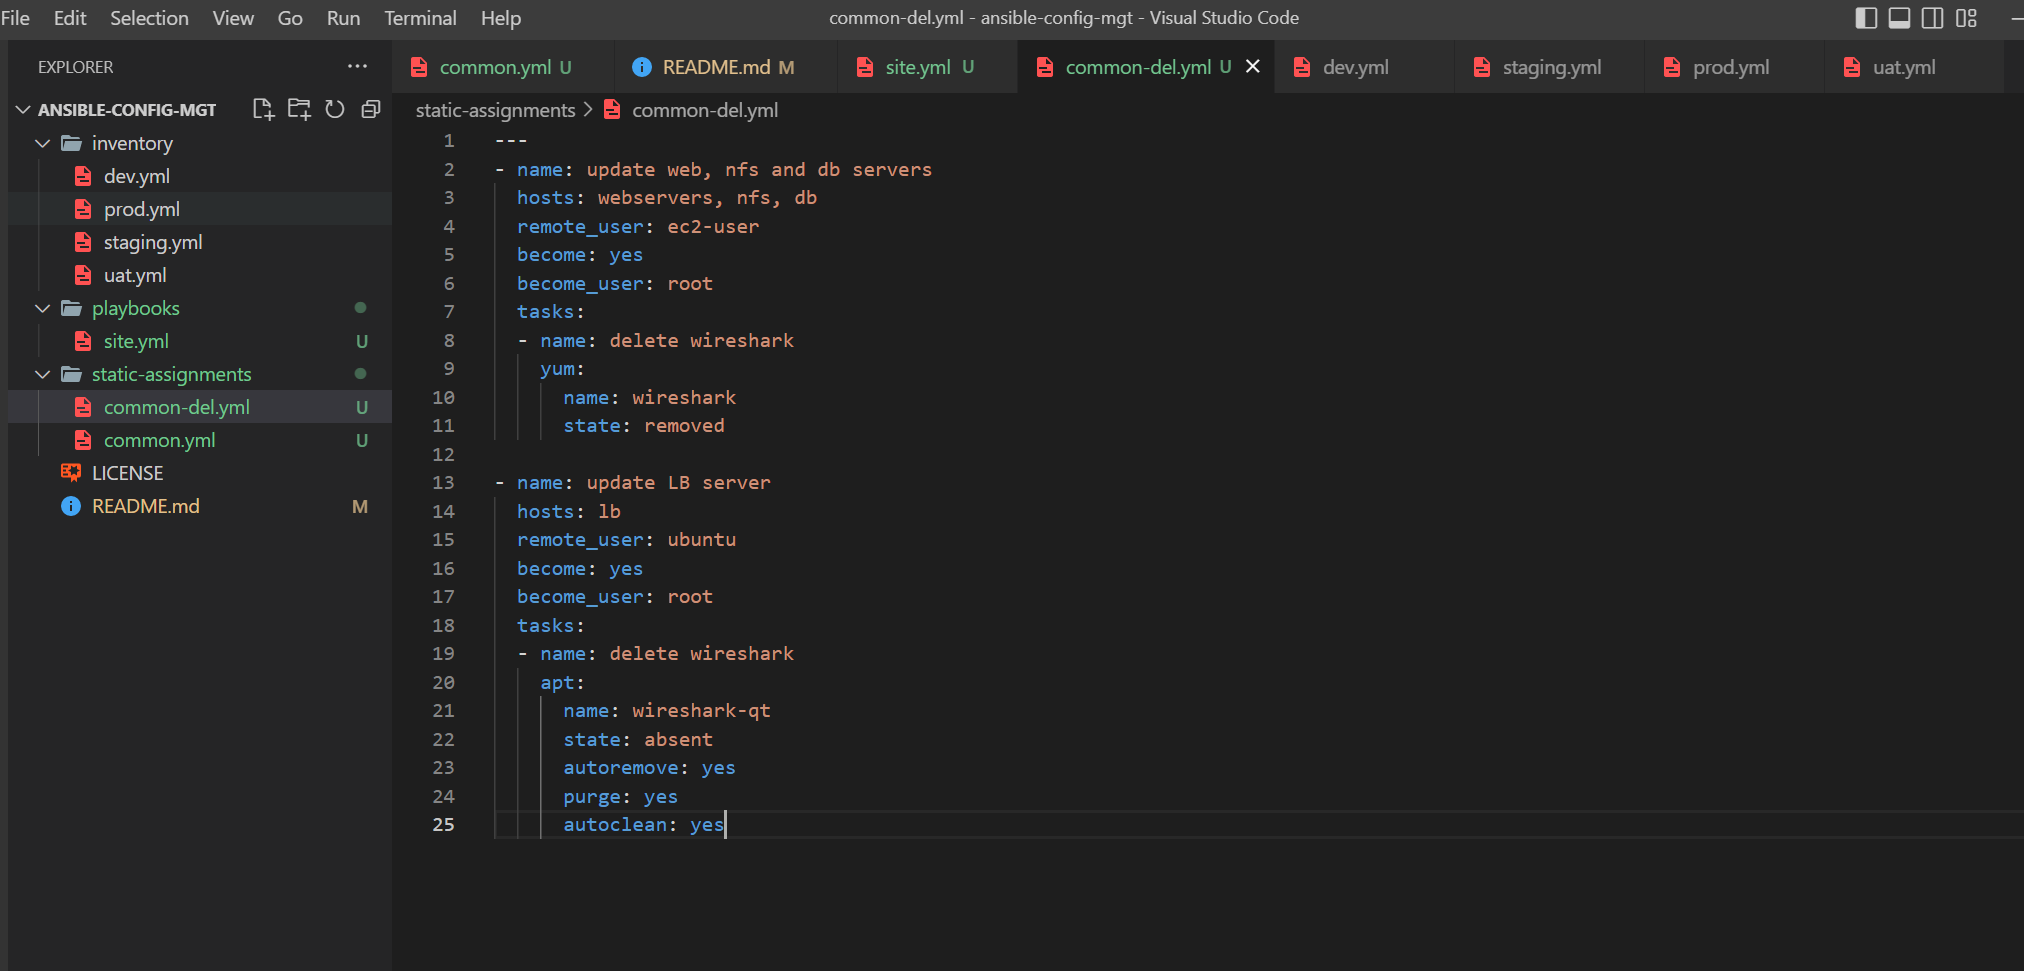 File Edit Selection View Go Run Terminal Help common-del.yml - ansible-config-mgt - Visual Studio Code
EXPLORER
ANSIBLE-CONFIG-MGT
inventory
dev.yml
prod.yml
staging.yml
uat.yml
playbooks
site.yml U
static-assignments
common-del.yml U
common.yml U
LICENSE
README.md M
common.yml U README.md M site.yml U common-del.yml U dev.yml staging.yml prod.yml uat.yml
static-assignments > common-del.yml
1 ---
2 - name: update web, nfs and db servers
3   hosts: webservers, nfs, db
4   remote_user: ec2-user
5   become: yes
6   become_user: root
7   tasks:
8   - name: delete wireshark
9     yum:
10       name: wireshark
11       state: removed
12
13 - name: update LB server
14   hosts: lb
15   remote_user: ubuntu
16   become: yes
17   become_user: root
18   tasks:
19   - name: delete wireshark
20     apt:
21       name: wireshark-qt
22       state: absent
23       autoremove: yes
24       purge: yes
25       autoclean: yes